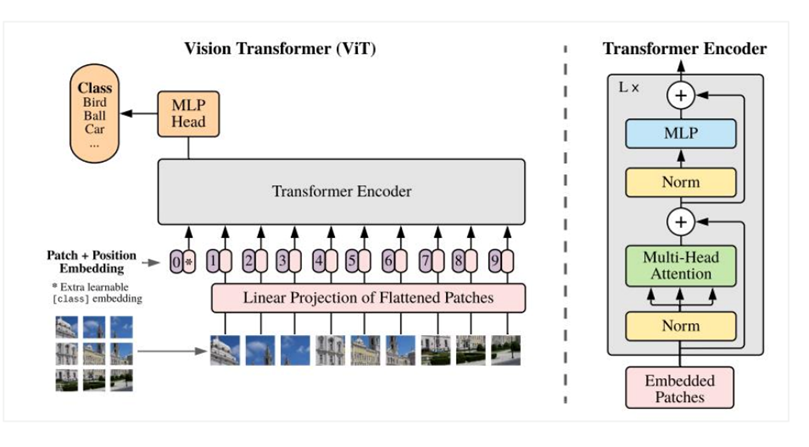 Vision Transformer (ViT)
Class
Bird
Ball
Car
...
MLP
Head
Transformer Encoder
Patch + Position
Embedding
* Extra learnable
[class] embedding
0 * 1 2 3 4 5 6 7 8 9
Linear Projection of Flattened Patches
Transformer Encoder
L x
+
MLP
Norm
+
Multi-Head
Attention
Norm
Embedded
Patches